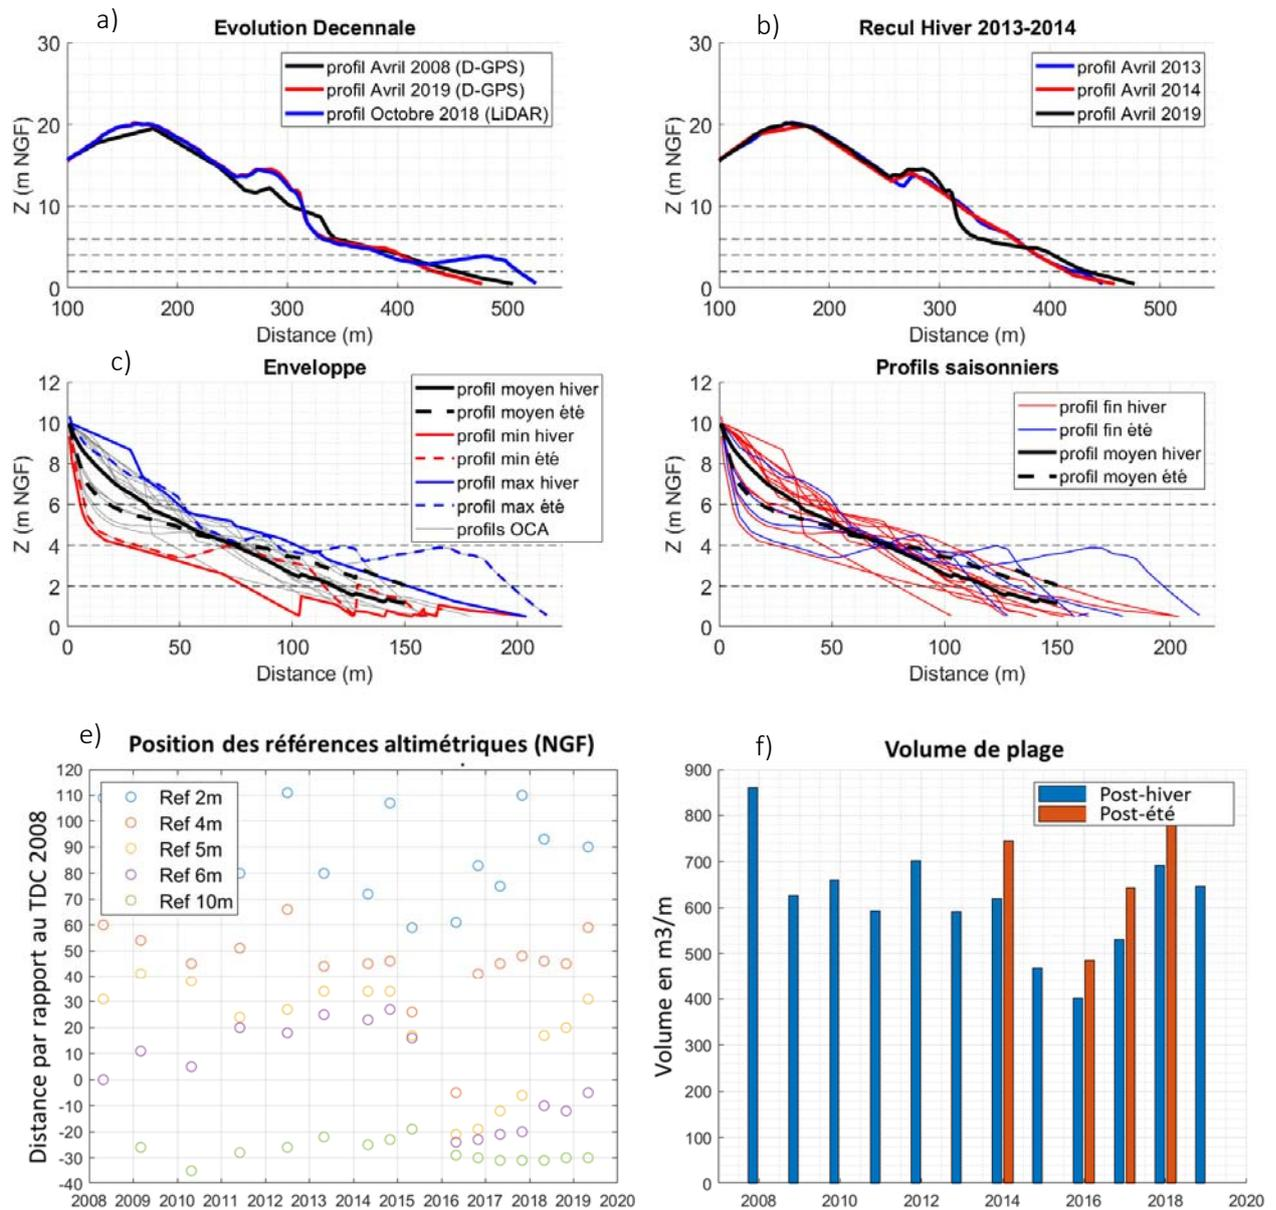 a)
Evolution Decennale
30
20
10
0
Z (m NGF)
profil Avril 2008 (D-GPS)
profil Avril 2019 (D-GPS)
profil Octobre 2018 (LiDAR)
100 200 300 400 500
Distance (m)
b)
Recul Hiver 2013-2014
30
20
10
0
Z (m NGF)
profil Avril 2013
profil Avril 2014
profil Avril 2019
100 200 300 400 500
Distance (m)
c)
Enveloppe
12
10
8
6
4
2
0
Z (m NGF)
profil moyen hiver
profil moyen étè
profil min hiver
profil min étè
profil max hiver
profil max étè
profils OCA
0 50 100 150 200
Distance (m)
Profils saisonniers
12
10
8
6
4
2
0
Z (m NGF)
profil fin hiver
profil fin ètè
profil moyen hiver
profil moyen étè
0 50 100 150 200
Distance (m)
e)
Position des références altimétriques (NGF)
120
110
100
90
80
70
60
50
40
30
20
10
0
-10
-20
-30
-40
Distance par rapport au TDC 2008
Ref 2m
Ref 4m
Ref 5m
Ref 6m
Ref 10m
2008 2009 2010 2011 2012 2013 2014 2015 2016 2017 2018 2019 2020
f)
Volume de plage
900
800
700
600
500
400
300
200
100
0
Volume en m3/m
Post-hiver
Post-été
2008 2010 2012 2014 2016 2018 2020